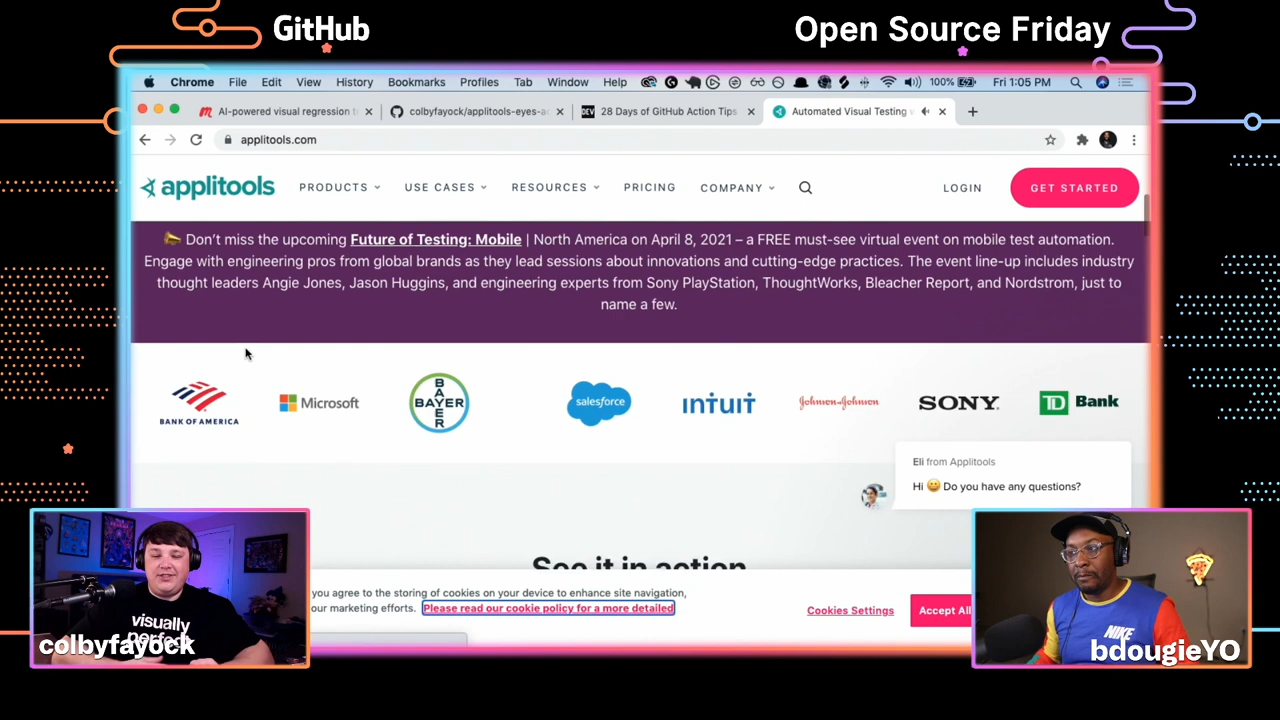 GitHub
Open Source Friday
Chrome File Edit View History Bookmarks Profiles Tab Window Help 100% Fri 1:05 PM
AI-powered visual regression t
colbyfayock/applitools-eyes-a
DEV 28 Days of GitHub Action Tips
Automated Visual Testing
applitools.com
applitools PRODUCTS USE CASES RESOURCES PRICING COMPANY LOGIN GET STARTED
Don't miss the upcoming Future of Testing: Mobile | North America on April 8, 2021 – a FREE must-see virtual event on mobile test automation.
Engage with engineering pros from global brands as they lead sessions about innovations and cutting-edge practices. The event line-up includes industry
thought leaders Angie Jones, Jason Huggins, and engineering experts from Sony PlayStation, ThoughtWorks, Bleacher Report, and Nordstrom, just to
name a few.
BANK OF AMERICA
Microsoft
BAYER
BAYER
salesforce
intuit
Johnson & Johnson
SONY
TD Bank
Eli from Applitools
Hi 😀 Do you have any questions?
See it in action
you agree to the storing of cookies on your device to enhance site navigation,
our marketing efforts. Please read our cookie policy for a more detailed
Cookies Settings
Accept All
visually
perfect
colbyfayock
NIKE
bdougieYO